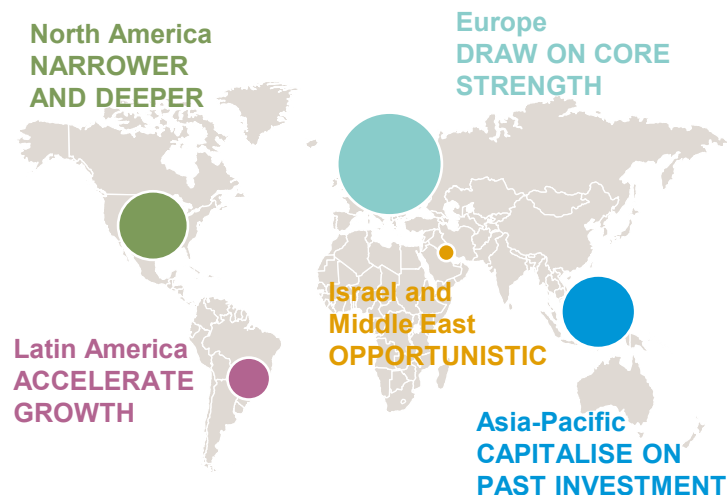 North America
NARROWER
AND DEEPER
Europe
DRAW ON CORE
STRENGTH
Israel and
Middle East
OPPORTUNISTIC
Latin America
ACCELERATE
GROWTH
Asia-Pacific
CAPITALISE ON
PAST INVESTMENT